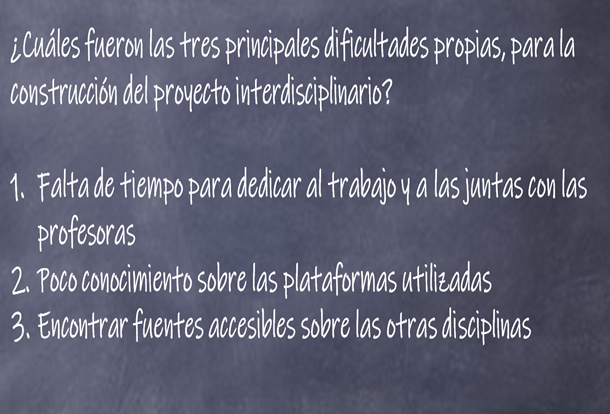 ¿Cuáles fueron las tres principales dificultades propias, para la
construcción del proyecto interdisciplinario?
1. Falta de tiempo para dedicar al trabajo y a las juntas con las
profesoras
2. Poco conocimiento sobre las plataformas utilizadas
3. Encontrar fuentes accesibles sobre las otras disciplinas